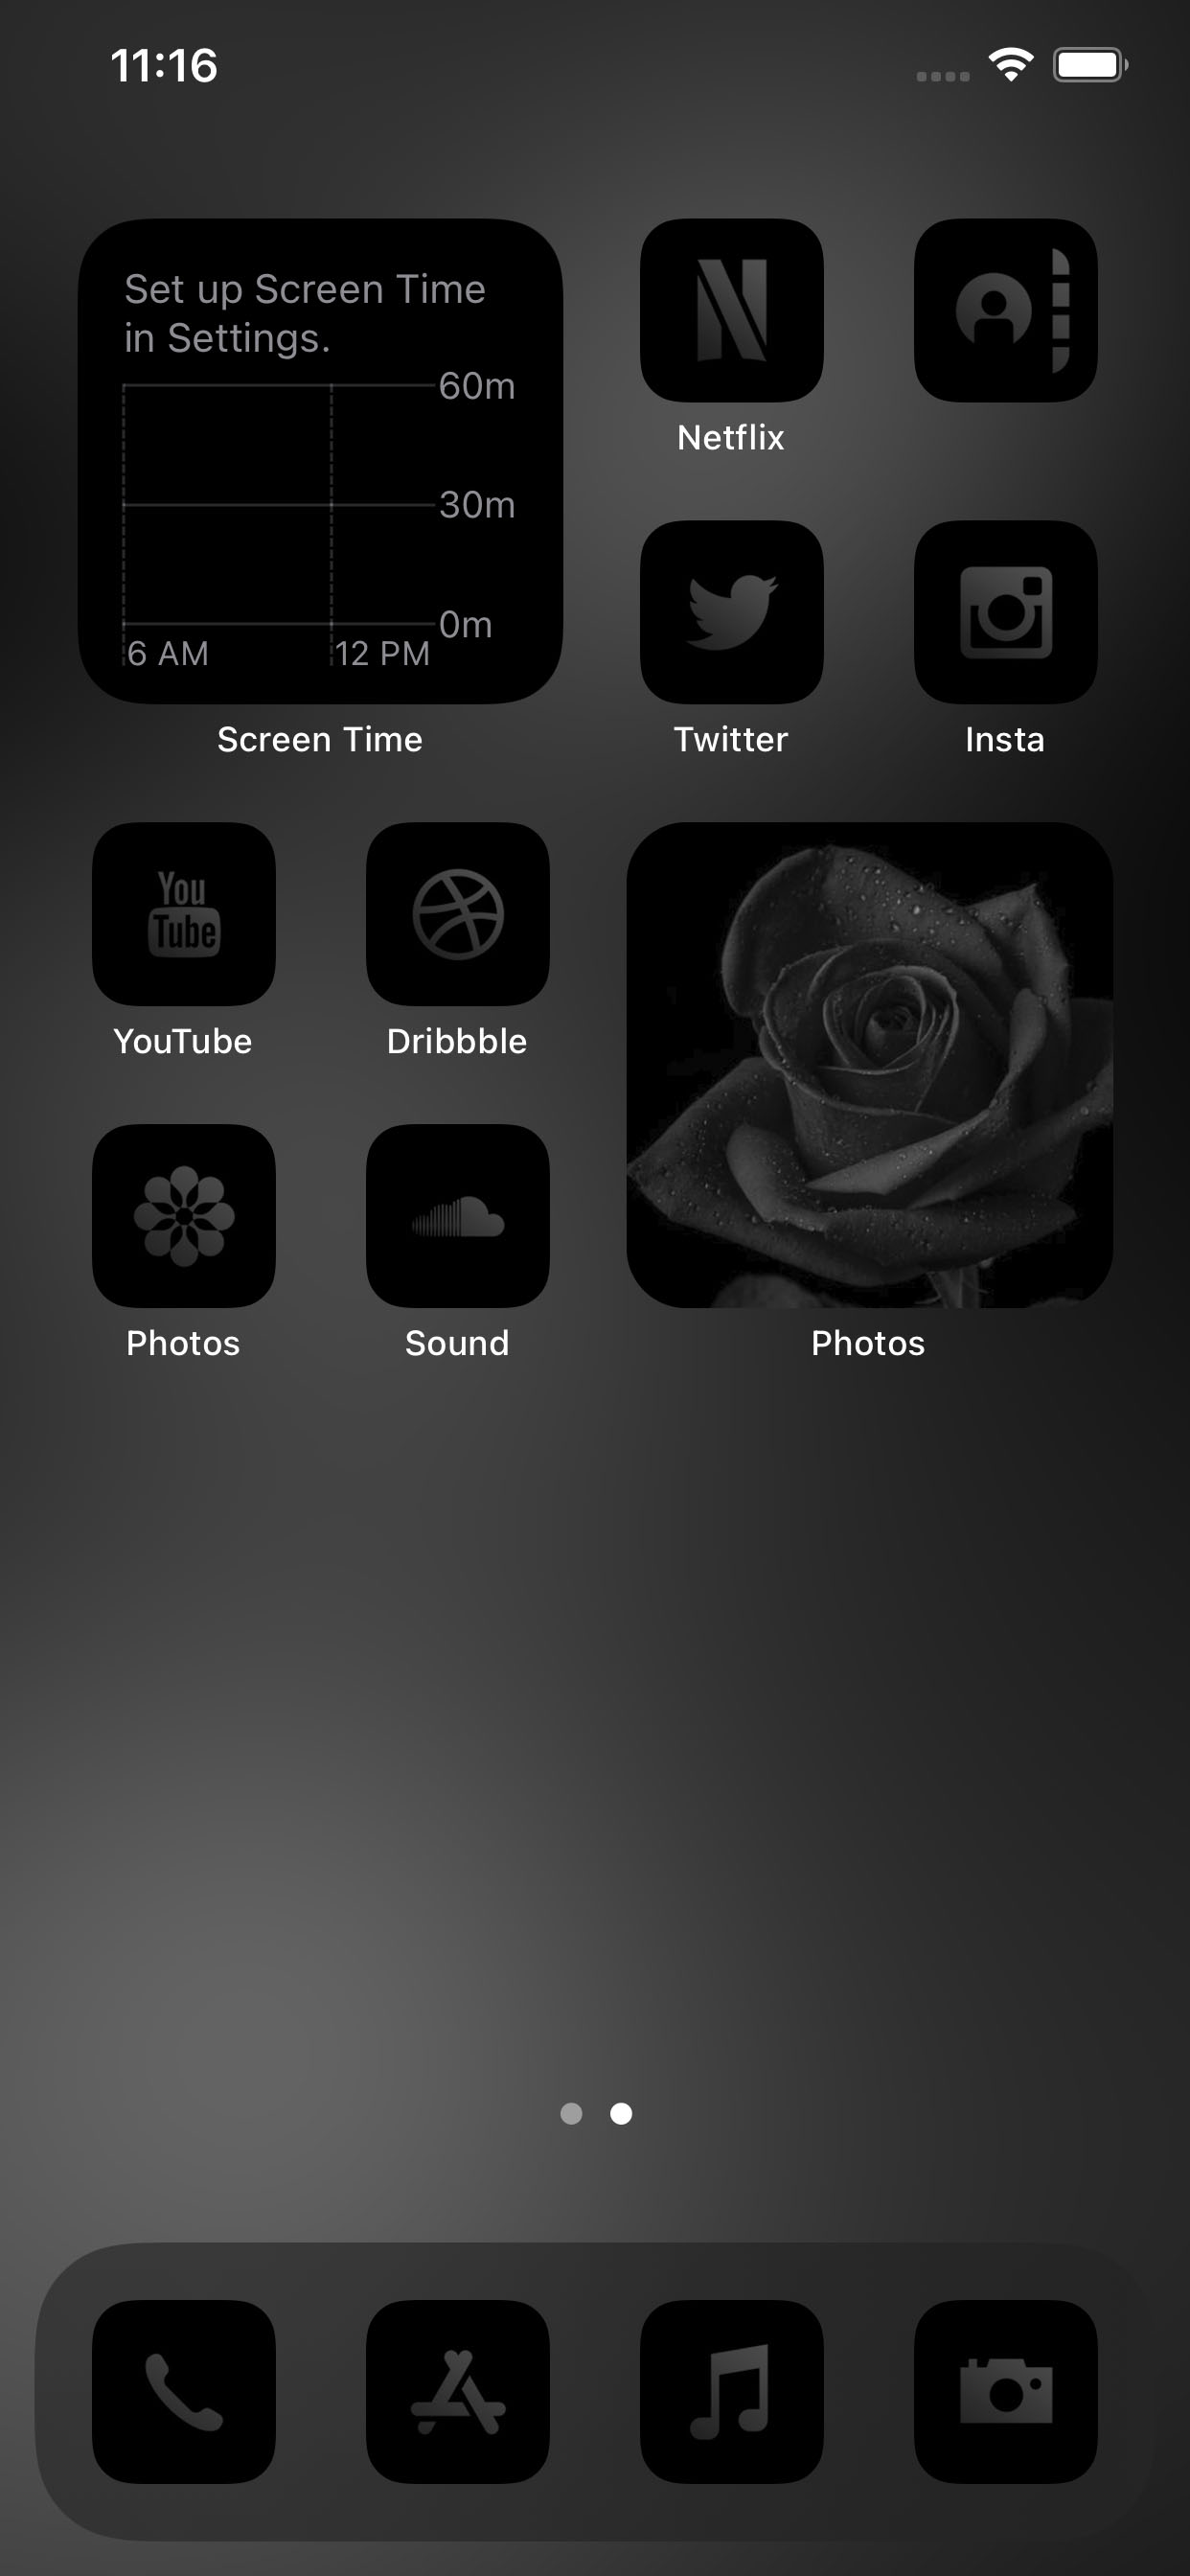 11:16
Set up Screen Time
in Settings.
60m
30m
0m
6 AM
12 PM
Screen Time
Netflix
Twitter
Insta
You
Tube
YouTube
Dribbble
Photos
Sound
Photos